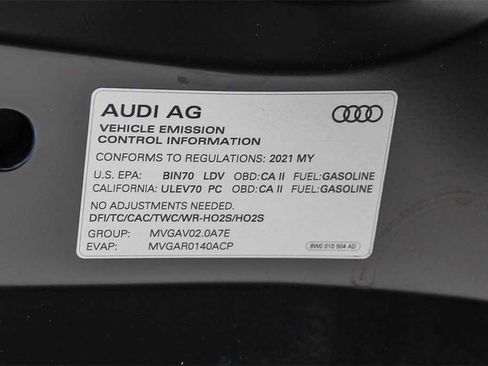 AUDI AG
VEHICLE EMISSION
CONTROL INFORMATION
CONFORMS TO REGULATIONS: 2021 MY
U.S. EPA: BIN70 LDV OBD:CA II FUEL:GASOLINE
CALIFORNIA: ULEV70 PC OBD:CA II FUEL:GASOLINE
NO ADJUSTMENTS NEEDED.
DFI/TC/CAC/TWC/WR-HO2S/HO2S
GROUP: MVGAV02.0A7E
EVAP: MVGAR0140ACP
8W0 010 504 AD